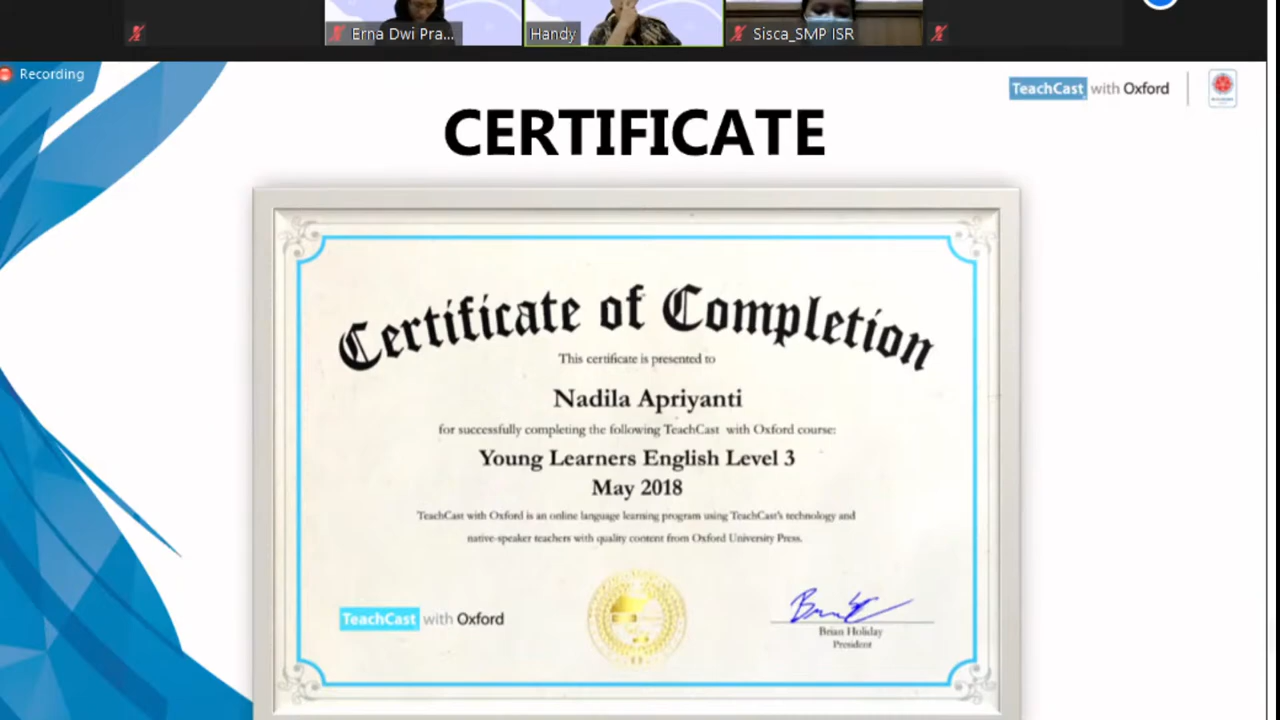 Erna Dwi Pra...
Handy
Sisca_SMP ISR
Recording
TeachCast with Oxford
CERTIFICATE
Certificate of Completion
This certificate is presented to
Nadila Apriyanti
for successfully completing the following TeachCast with Oxford course:
Young Learners English Level 3
May 2018
TeachCast with Oxford is an online language learning program using TeachCast's technology and
native-speaker teachers with quality content from Oxford University Press.
TeachCast with Oxford
Brian Holiday
President